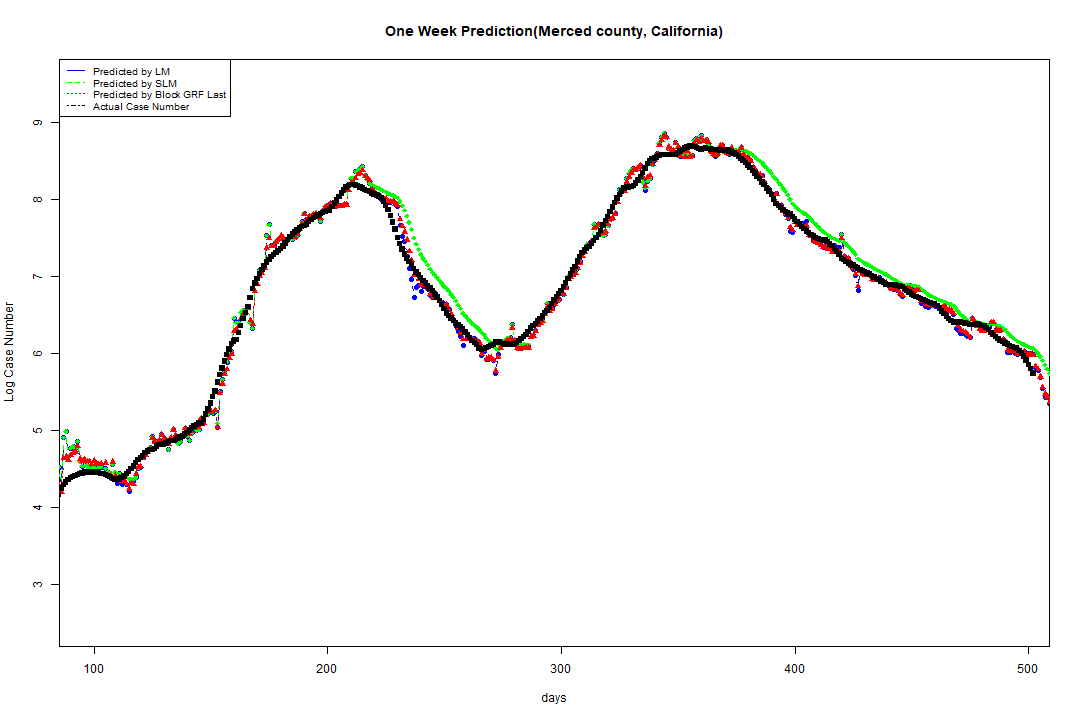 One Week Prediction(Merced county, California)
Predicted by LM
Predicted by SLM
Predicted by Block GRF Last
Actual Case Number
9
8
7
6
5
4
3
Log Case Number
100 200 300 400 500
days